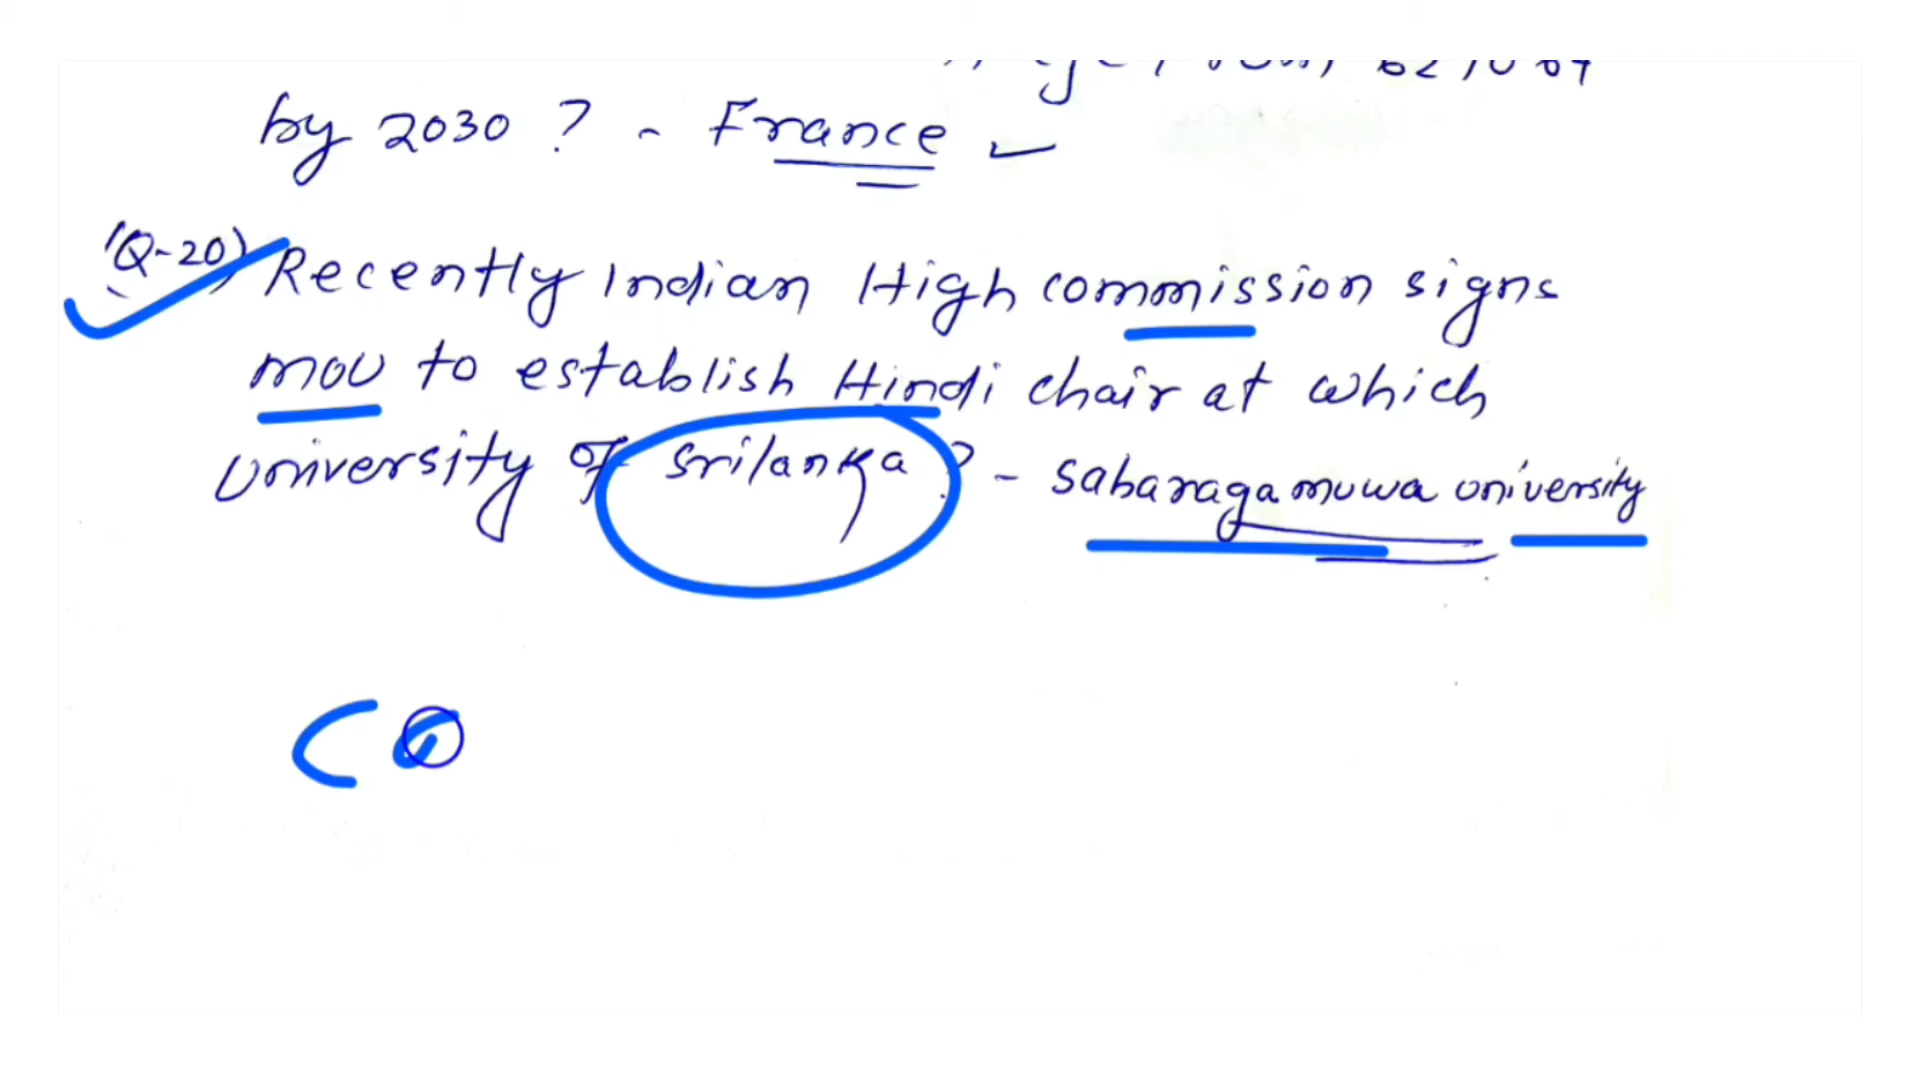 by 2030 ? - France
(Q-20) Recently Indian High commission signs
mou to establish Hindi chair at which
University of Srilanka ? - Sabaragamuwa university